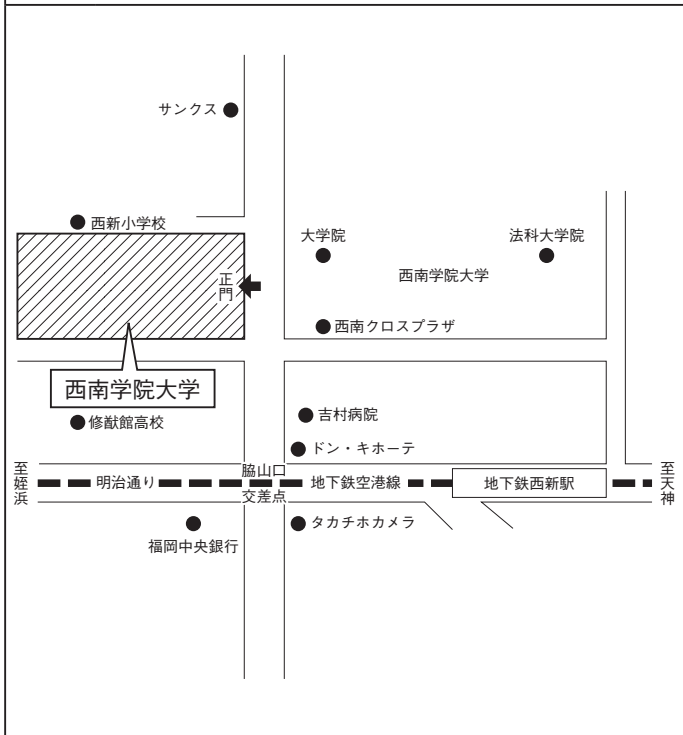 サンクス
西新小学校
大学院
法科大学院
西南学院大学
正門
西南クロスプラザ
西南学院大学
吉村病院
修猷館高校
ドン・キホーテ
至姪浜
明治通り
脇山口
交差点
地下鉄空港線
地下鉄西新駅
至天神
タカチホカメラ
福岡中央銀行